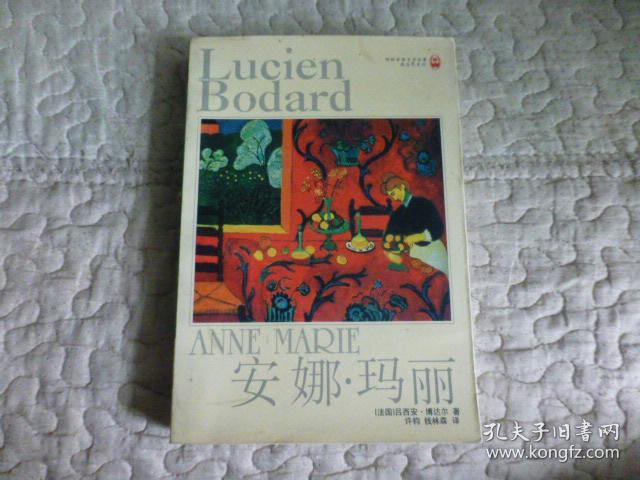 Lucien
Bodard
ANNE MARIE
安娜·玛丽
(法国)吕西安·博达尔 著
许钧 钱林森 译
孔夫子旧书网
www.kongfz.com